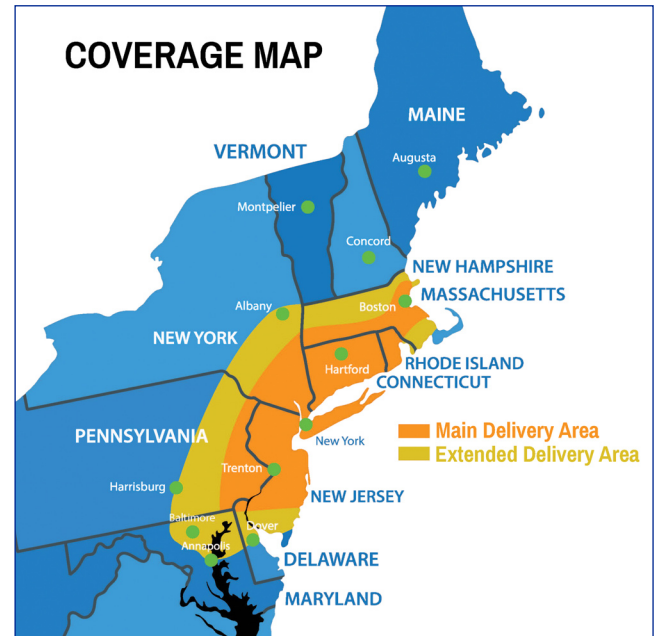 COVERAGE MAP
MAINE
Augusta
VERMONT
Montpelier
Concord
NEW HAMPSHIRE
MASSACHUSETTS
Albany
Boston
NEW YORK
RHODE ISLAND
Hartford
CONNECTICUT
PENNSYLVANIA
New York
Main Delivery Area
Extended Delivery Area
Trenton
Harrisburg
NEW JERSEY
Baltimore
Dover
Annapolis
DELAWARE
MARYLAND